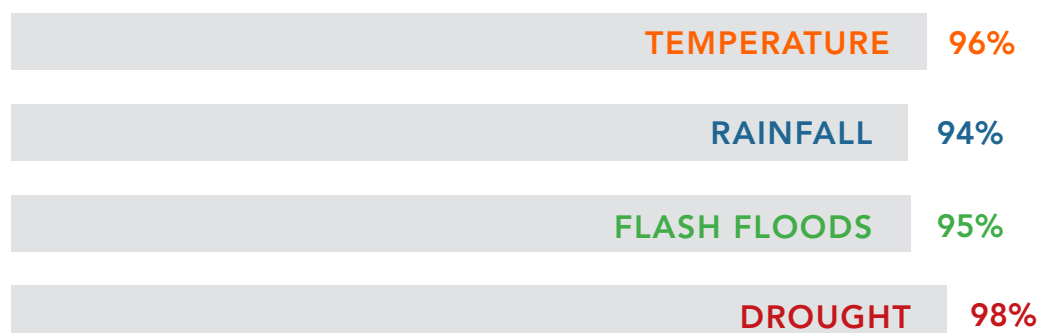 TEMPERATURE 96%
RAINFALL 94%
FLASH FLOODS 95%
DROUGHT 98%